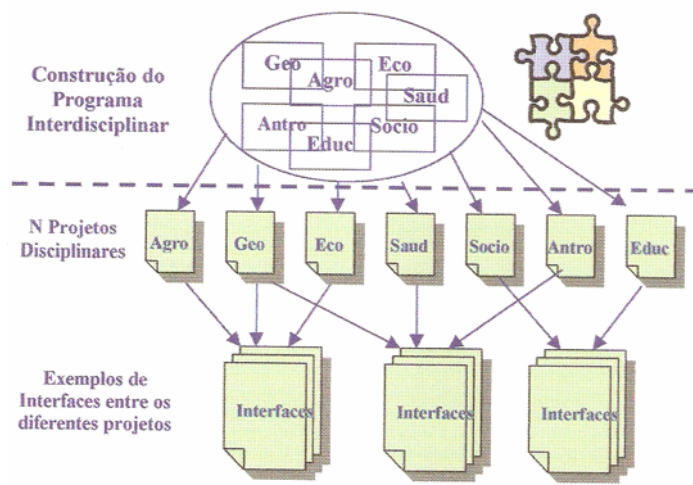 Construção do
Programa
Interdisciplinar
Geo
Eco
Agro
Saud
Antro
Socio
Educ
N Projetos
Disciplinares
Agro
Geo
Eco
Saud
Socio
Antro
Educ
Exemplos de
Interfaces entre os
diferentes projetos
Interfaces
Interfaces
Interfaces